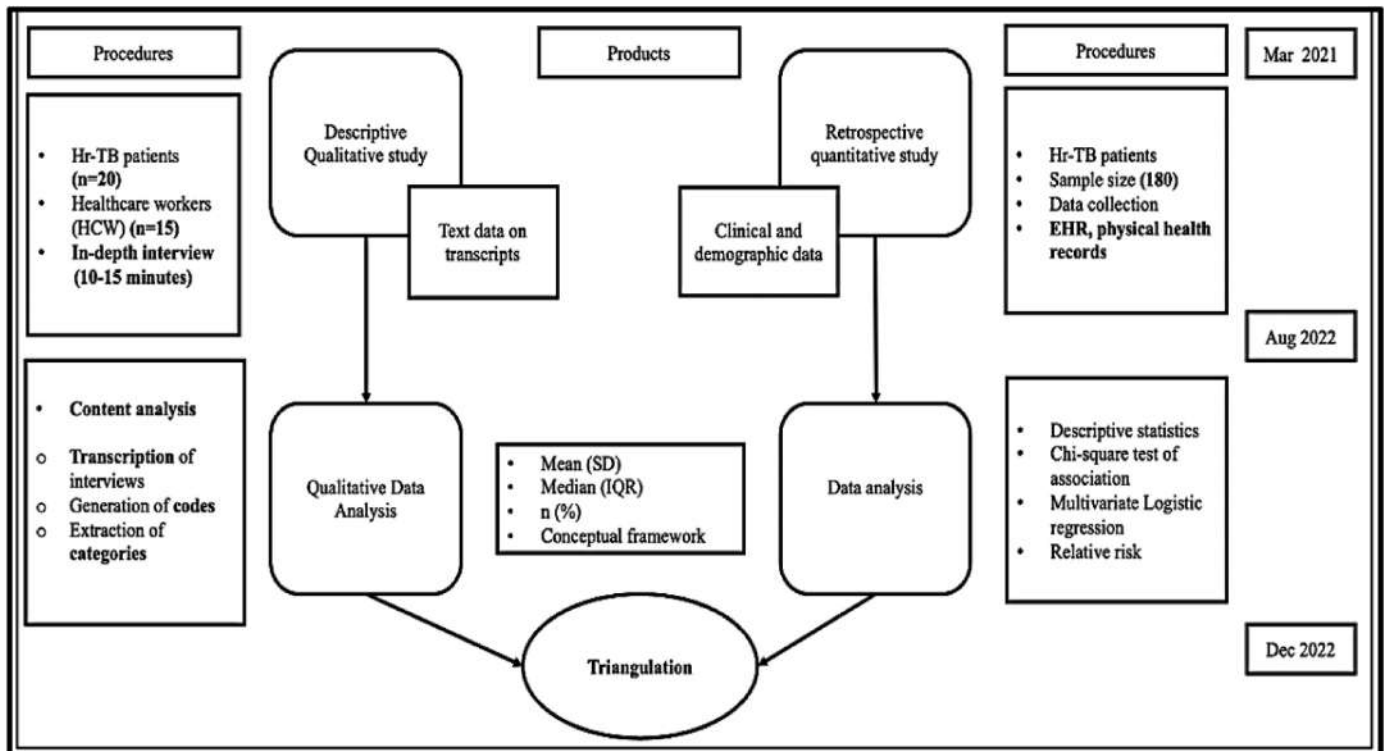 Procedures
Products
Procedures
Mar 2021
• Hr-TB patients
(n=20)
• Healthcare workers
(HCW) (n=15)
• In-depth interview
(10-15 minutes)
Descriptive
Qualitative study
Text data on
transcripts
Retrospective
quantitative study
Clinical and
demographic data
• Hr-TB patients
• Sample size (180)
• Data collection
• EHR, physical health
records
Aug 2022
• Content analysis
o Transcription of
interviews
o Generation of codes
o Extraction of
categories
Qualitative Data
Analysis
• Mean (SD)
• Median (IQR)
• n (%)
• Conceptual framework
Data analysis
• Descriptive statistics
• Chi-square test of
association
• Multivariate Logistic
regression
• Relative risk
Triangulation
Dec 2022